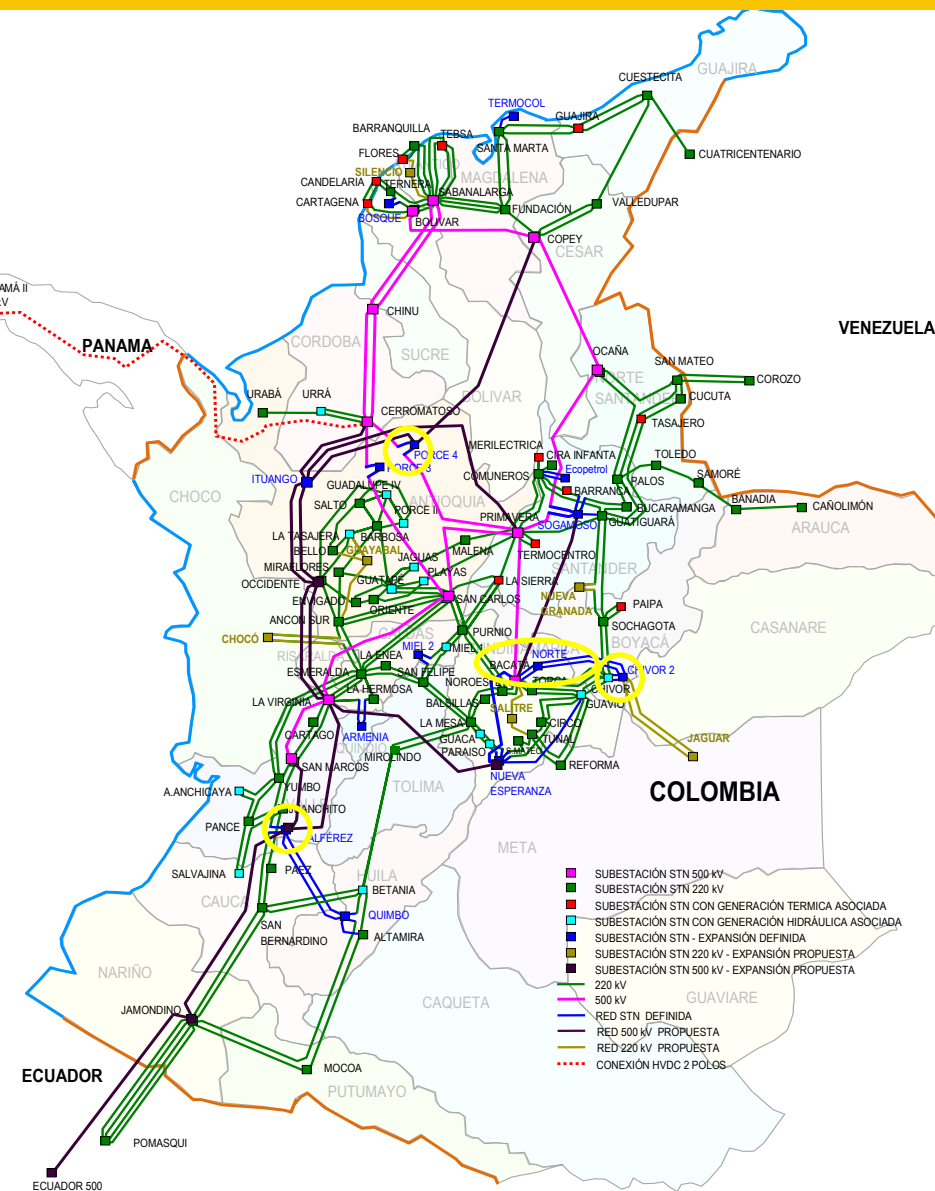 GUAJIRA
CUESTECITA
TERMOCOL
GUAJIRA
BARRANQUILLA
TEBSA
SANTA MARTA
CUATRICENTENARIO
FLORES
SILENCIO
MAGDALENA
CANDELARIA
TERNERA
SABANALARGA
CARTAGENA
BOSQUE
BOLIVAR
FUNDACIÓN
VALLEDUPAR
COPEY
CESAR
CHINU
PANAMA
VENEZUELA
CORDOBA
SUCRE
OCAÑA
SAN MATEO
COROZO
NORTE
SANTANDER
CUCUTA
URABÁ
URRÁ
BOLIVAR
CERROMATOSO
TASAJERO
MERILECTRICA
CIRA INFANTA
TOLEDO
PORCE 4
COMUNEROS
Ecopetrol
PALOS
SAMORÉ
PORCE 3
ITUANGO
GUADALUPE IV
BARRANCA
BANADIA
CAÑOLIMÓN
CHOCO
ANTIOQUIA
SALTO
PORCE II
PRIMAVERA
BUCARAMANGA
SOGAMOSO
GUATIGUARÁ
ARAUCA
LA TASAJERA
BARBOSA
BELLO
GUAYABAL
MALENA
TERMOCENTRO
MIRAFLORES
JAGUAS
SANTANDER
OCCIDENTE
GUATAPE
PLAYAS
LA SIERRA
NUEVA
GRANADA
PAIPA
ENVIGADO
ORIENTE
SAN CARLOS
ANCON SUR
SOCHAGOTA
CASANARE
CHOCÓ
CALDAS
PURNIO
BOYACÁ
RISARALDA
LA ENEA
MIEL 2
MIEL I
NORTE
ESMERALDA
SAN FELIPE
BACATA
CHIVOR 2
NOROESTE
TORCA
CHIVOR
LA VIRGINIA
LA HERMOSA
BALSILLAS
SALITRE
GUAVIO
CARTAGO
ARMENIA
LA MESA
CIRCO
JAGUAR
QUINDIO
GUACA
TUNAL
MIROLINDO
PARAISO
S.MATEO
SAN MARCOS
REFORMA
TOLIMA
NUEVA
ESPERANZA
COLOMBIA
A.ANCHICAYA
YUMBO
JUANCHITO
PANCE
ALFÉREZ
META
SALVAJINA
PAEZ
HUILA
BETANIA
CAUCA
QUIMBO
SAN
BERNARDINO
ALTAMIRA
NARIÑO
CAQUETA
GUAVIARE
JAMONDINO
MOCOA
PUTUMAYO
ECUADOR
POMASQUI
ECUADOR 500
SUBESTACIÓN STN 500 kV
SUBESTACIÓN STN 220 kV
SUBESTACIÓN STN CON GENERACIÓN TERMICA ASOCIADA
SUBESTACIÓN STN CON GENERACIÓN HIDRÁULICA ASOCIADA
SUBESTACIÓN STN - EXPANSIÓN DEFINIDA
SUBESTACIÓN STN 220 kV - EXPANSIÓN PROPUESTA
SUBESTACIÓN STN 500 kV - EXPANSIÓN PROPUESTA
220 kV
500 kV
RED STN DEFINIDA
RED 500 kV PROPUESTA
RED 220 kV PROPUESTA
CONEXIÓN HVDC 2 POLOS